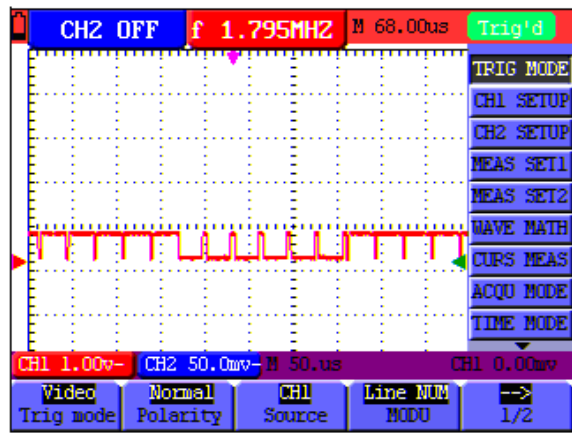 CH2 OFF f 1.795MHZ M 68.00us Trig'd
TRIG MODE
CH1 SETUP
CH2 SETUP
MEAS SET1
MEAS SET2
WAVE MATH
CURS MEAS
ACQU MODE
TIME MODE
CH1 1.00v- CH2 50.0mv- M 50.us CH1 0.00mv
Video Normal CH1 Line NUM -->
Trig mode Polarity Source MODU 1/2